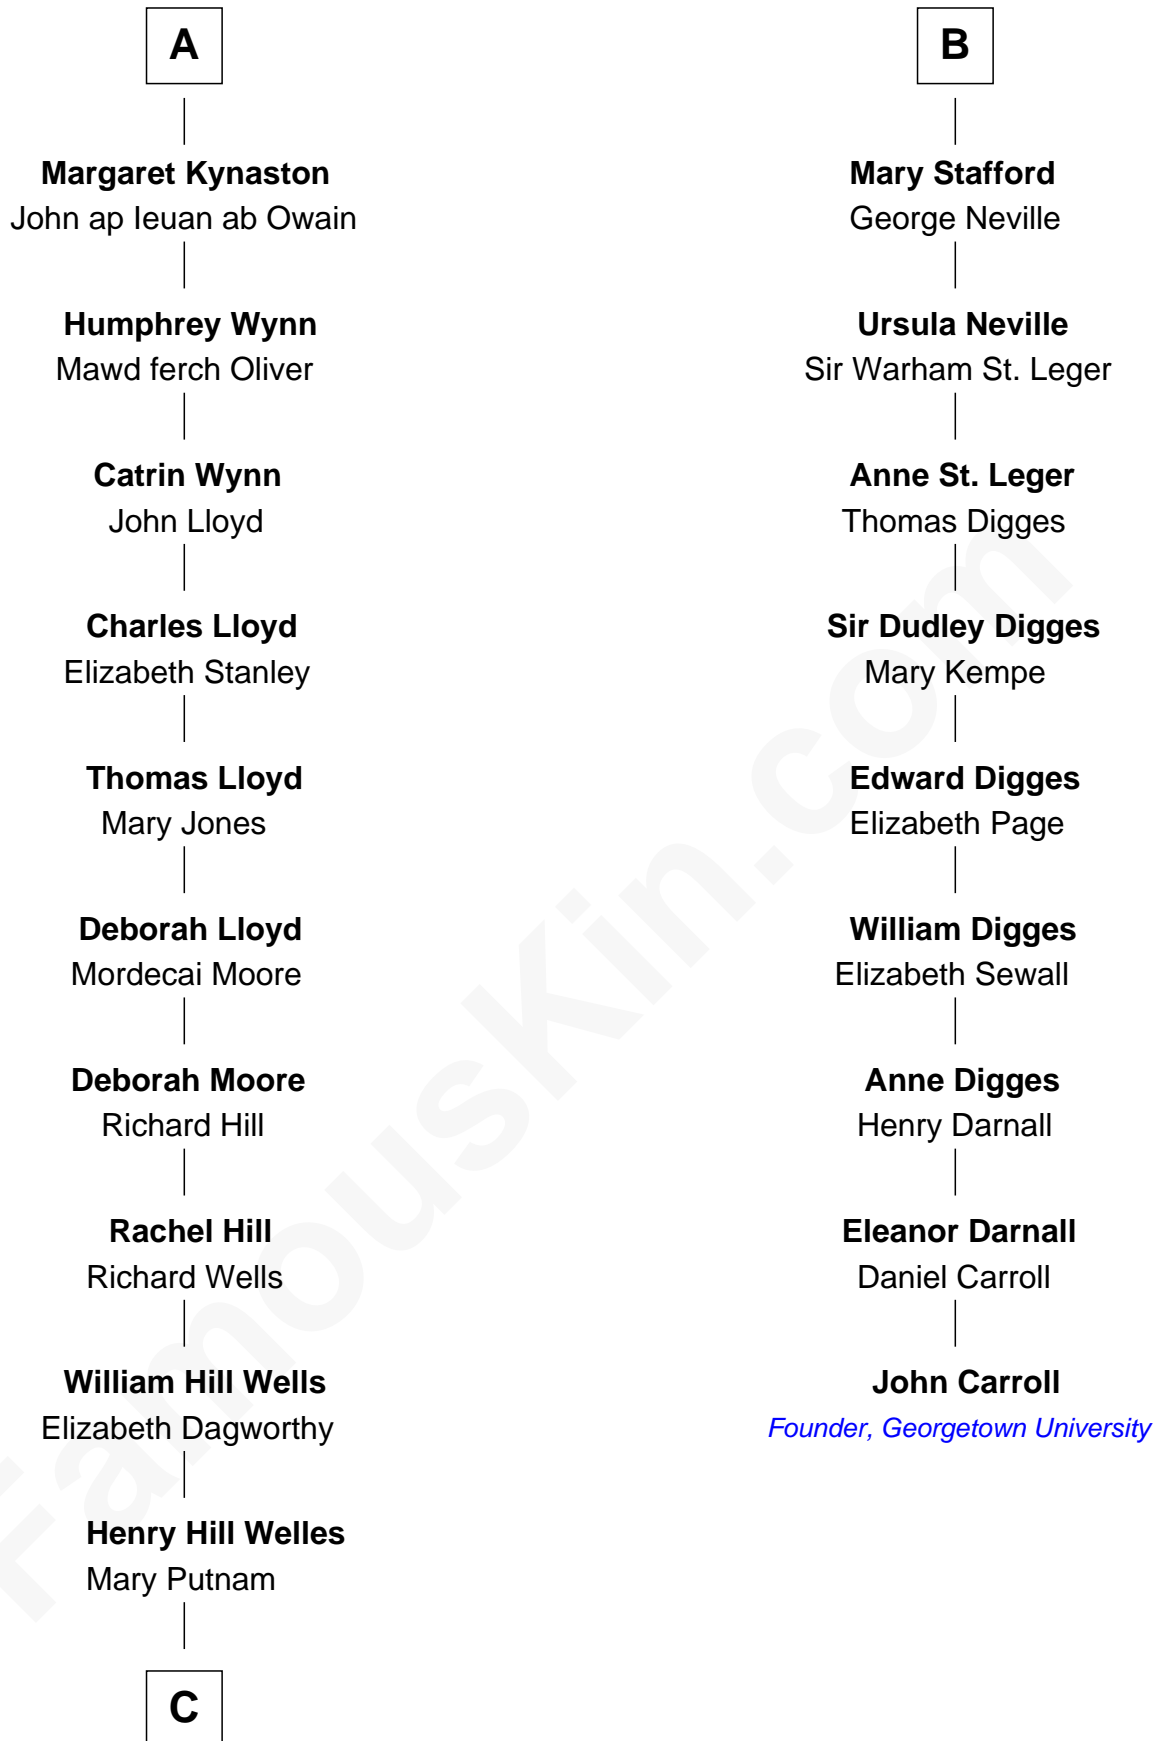 A
Margaret Kynaston
John ap Ieuan ab Owain
Humphrey Wynn
Mawd ferch Oliver
Catrin Wynn
John Lloyd
Charles Lloyd
Elizabeth Stanley
Thomas Lloyd
Mary Jones
Deborah Lloyd
Mordecai Moore
Deborah Moore
Richard Hill
Rachel Hill
Richard Wells
William Hill Wells
Elizabeth Dagworthy
Henry Hill Welles
Mary Putnam
C
B
Mary Stafford
George Neville
Ursula Neville
Sir Warham St. Leger
Anne St. Leger
Thomas Digges
Sir Dudley Digges
Mary Kempe
Edward Digges
Elizabeth Page
William Digges
Elizabeth Sewall
Anne Digges
Henry Darnall
Eleanor Darnall
Daniel Carroll
John Carroll
Founder, Georgetown University
FamousKin.com